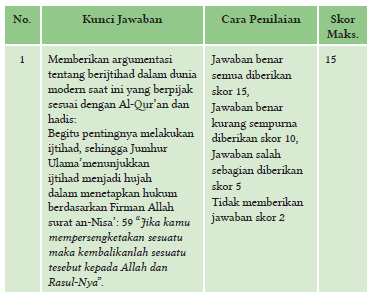 No. Kunci Jawaban Cara Penilaian Skor Maks.
1
Memberikan argumentasi
tentang berijtihad dalam dunia
modern saat ini yang berpijak
sesuai dengan Al-Qur'an dan
hadis:
Begitu pentingnya melakukan
ijtihad, sehingga Jumhur
Ulama'menunjukkan
ijtihad menjadi hujah
dalam menetapkan hukum
berdasarkan Firman Allah
surat an-Nisa': 59 "Jika kamu
mempersengketakan sesuatu
maka kembalikanlah sesuatu
tesebut kepada Allah dan
Rasul-Nya".
Jawaban benar
semua diberikan
skor 15,
Jawaban benar
kurang sempurna
diberikan skor 10,
Jawaban salah
sebagian diberikan
skor 5
Tidak memberikan
jawaban skor 2
15